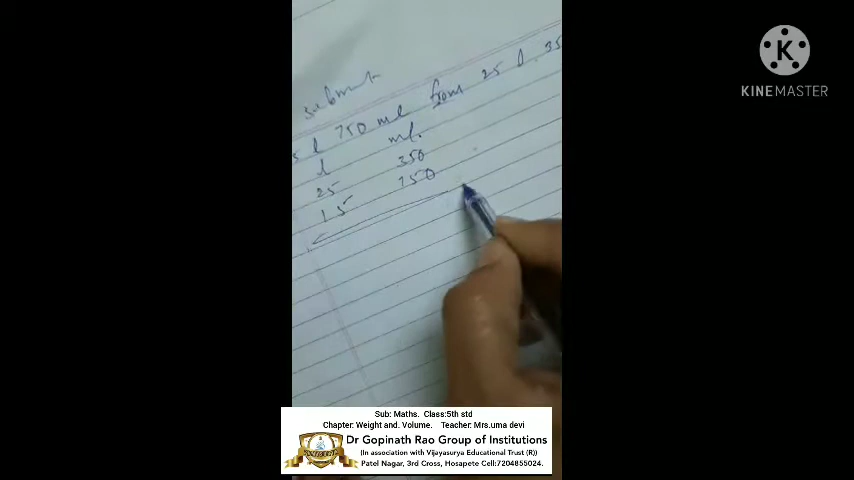 KINEMASTER
submit
l 750 ml from 25 l 35
l ml.
25 350
15 750
Sub: Maths. Class:5th std
Chapter: Weight and. Volume. Teacher: Mrs.uma devi
Dr Gopinath Rao Group of Institutions
(In association with Vijayasurya Educational Trust (R))
Patel Nagar, 3rd Cross, Hosapete Cell:7204855024.